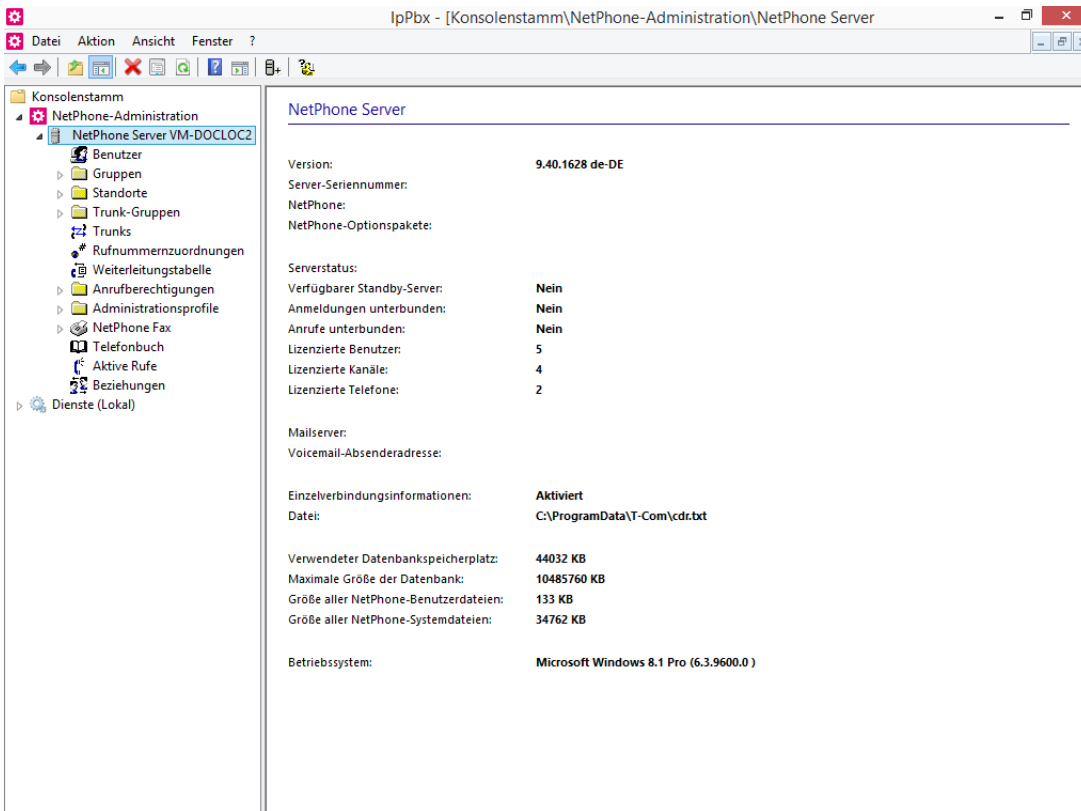 IpPbx - [Konsolenstamm\NetPhone-Administration\NetPhone Server
Datei Aktion Ansicht Fenster ?
Konsolenstamm
NetPhone-Administration
NetPhone Server VM-DOCLOC2
Benutzer
Gruppen
Standorte
Trunk-Gruppen
Trunks
Rufnummernzuordnungen
Weiterleitungstabelle
Anrufberechtigungen
Administrationsprofile
NetPhone Fax
Telefonbuch
Aktive Rufe
Beziehungen
Dienste (Lokal)
NetPhone Server
Version: 9.40.1628 de-DE
Server-Seriennummer:
NetPhone:
NetPhone-Optionspakete:
Serverstatus:
Verfügbarer Standby-Server: Nein
Anmeldungen unterbunden: Nein
Anrufe unterbunden: Nein
Lizenzierte Benutzer: 5
Lizenzierte Kanäle: 4
Lizenzierte Telefone: 2
Mailserver:
Voicemail-Absenderadresse:
Einzelverbindungsinformationen: Aktiviert
Datei: C:\ProgramData\T-Com\cdr.txt
Verwendeter Datenbankspeicherplatz: 44032 KB
Maximale Größe der Datenbank: 10485760 KB
Größe aller NetPhone-Benutzerdateien: 133 KB
Größe aller NetPhone-Systemdateien: 34762 KB
Betriebssystem: Microsoft Windows 8.1 Pro (6.3.9600.0 )